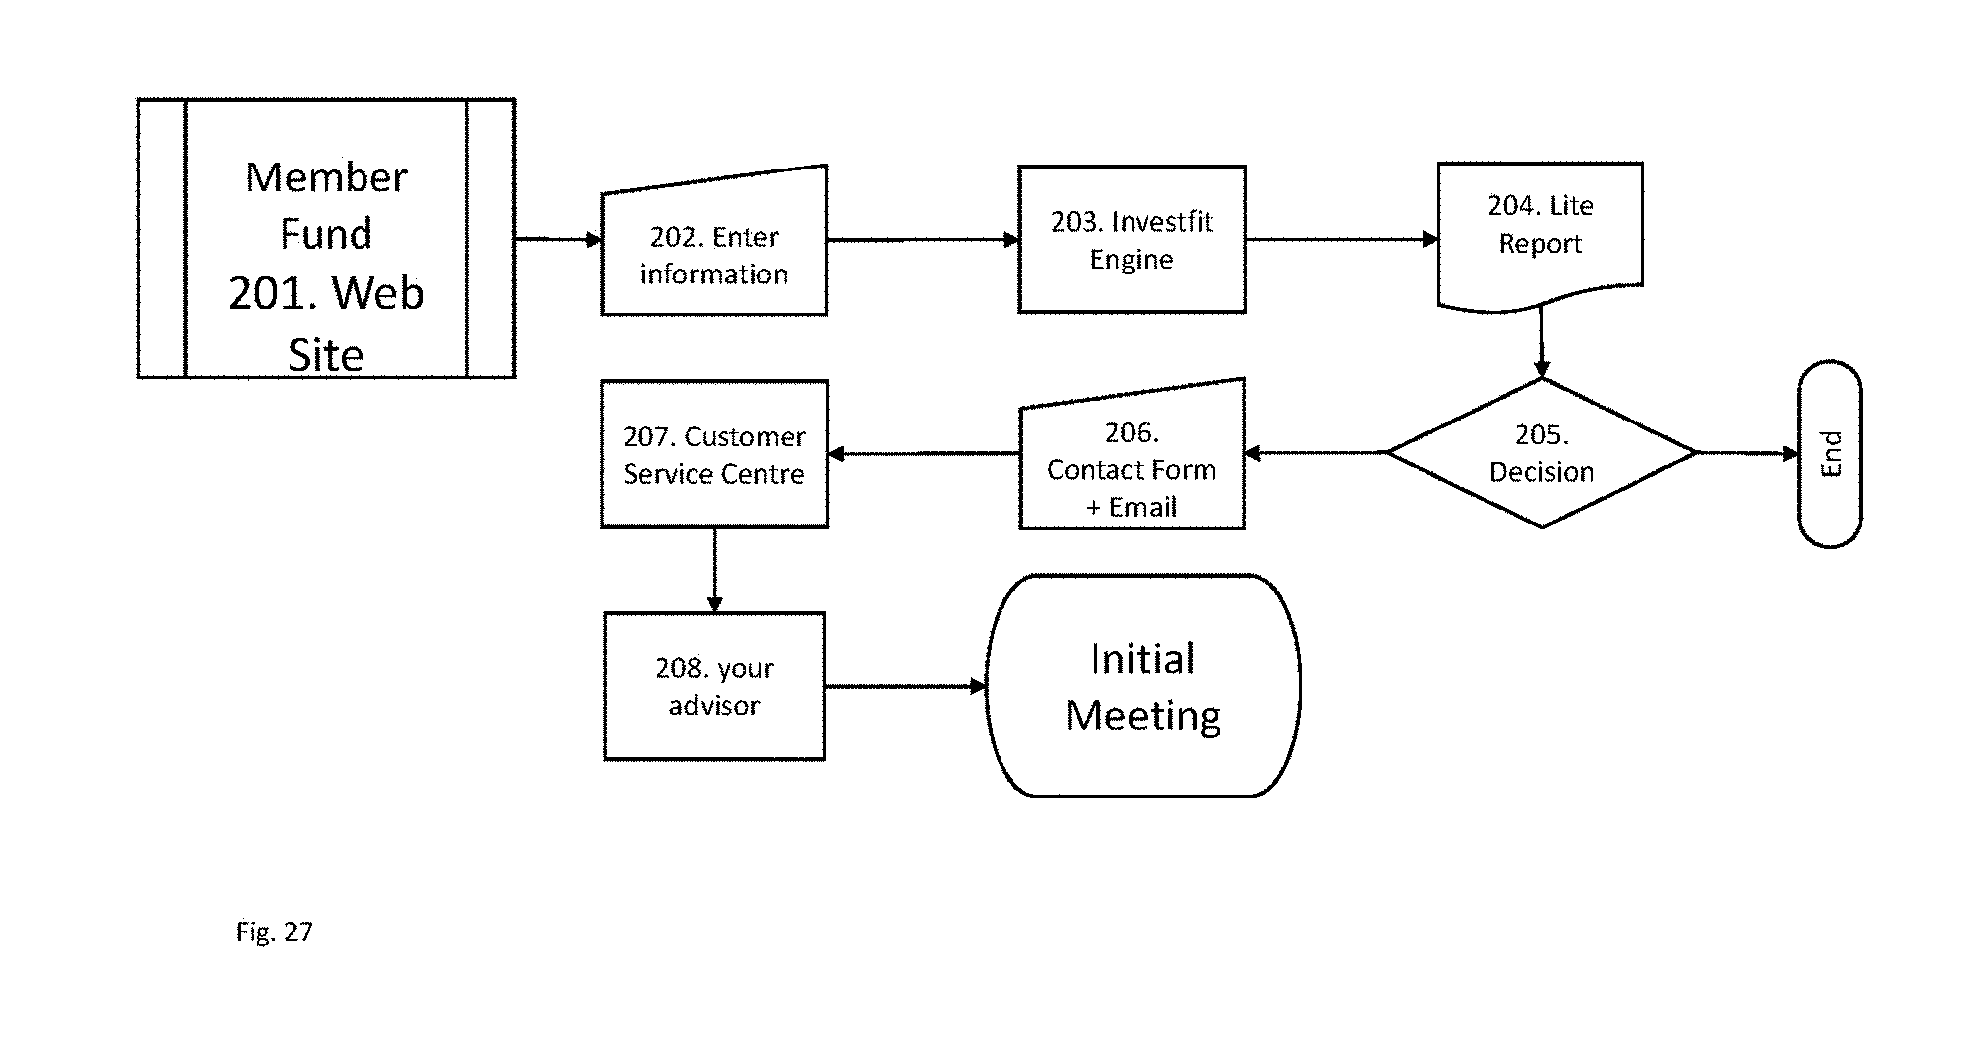 Member
Fund
201. Web
Site
202. Enter
information
203. Investfit
Engine
204. Lite
Report
205.
Decision
End
206.
Contact Form
+ Email
207. Customer
Service Centre
208. your
advisor
Initial
Meeting
Fig. 27